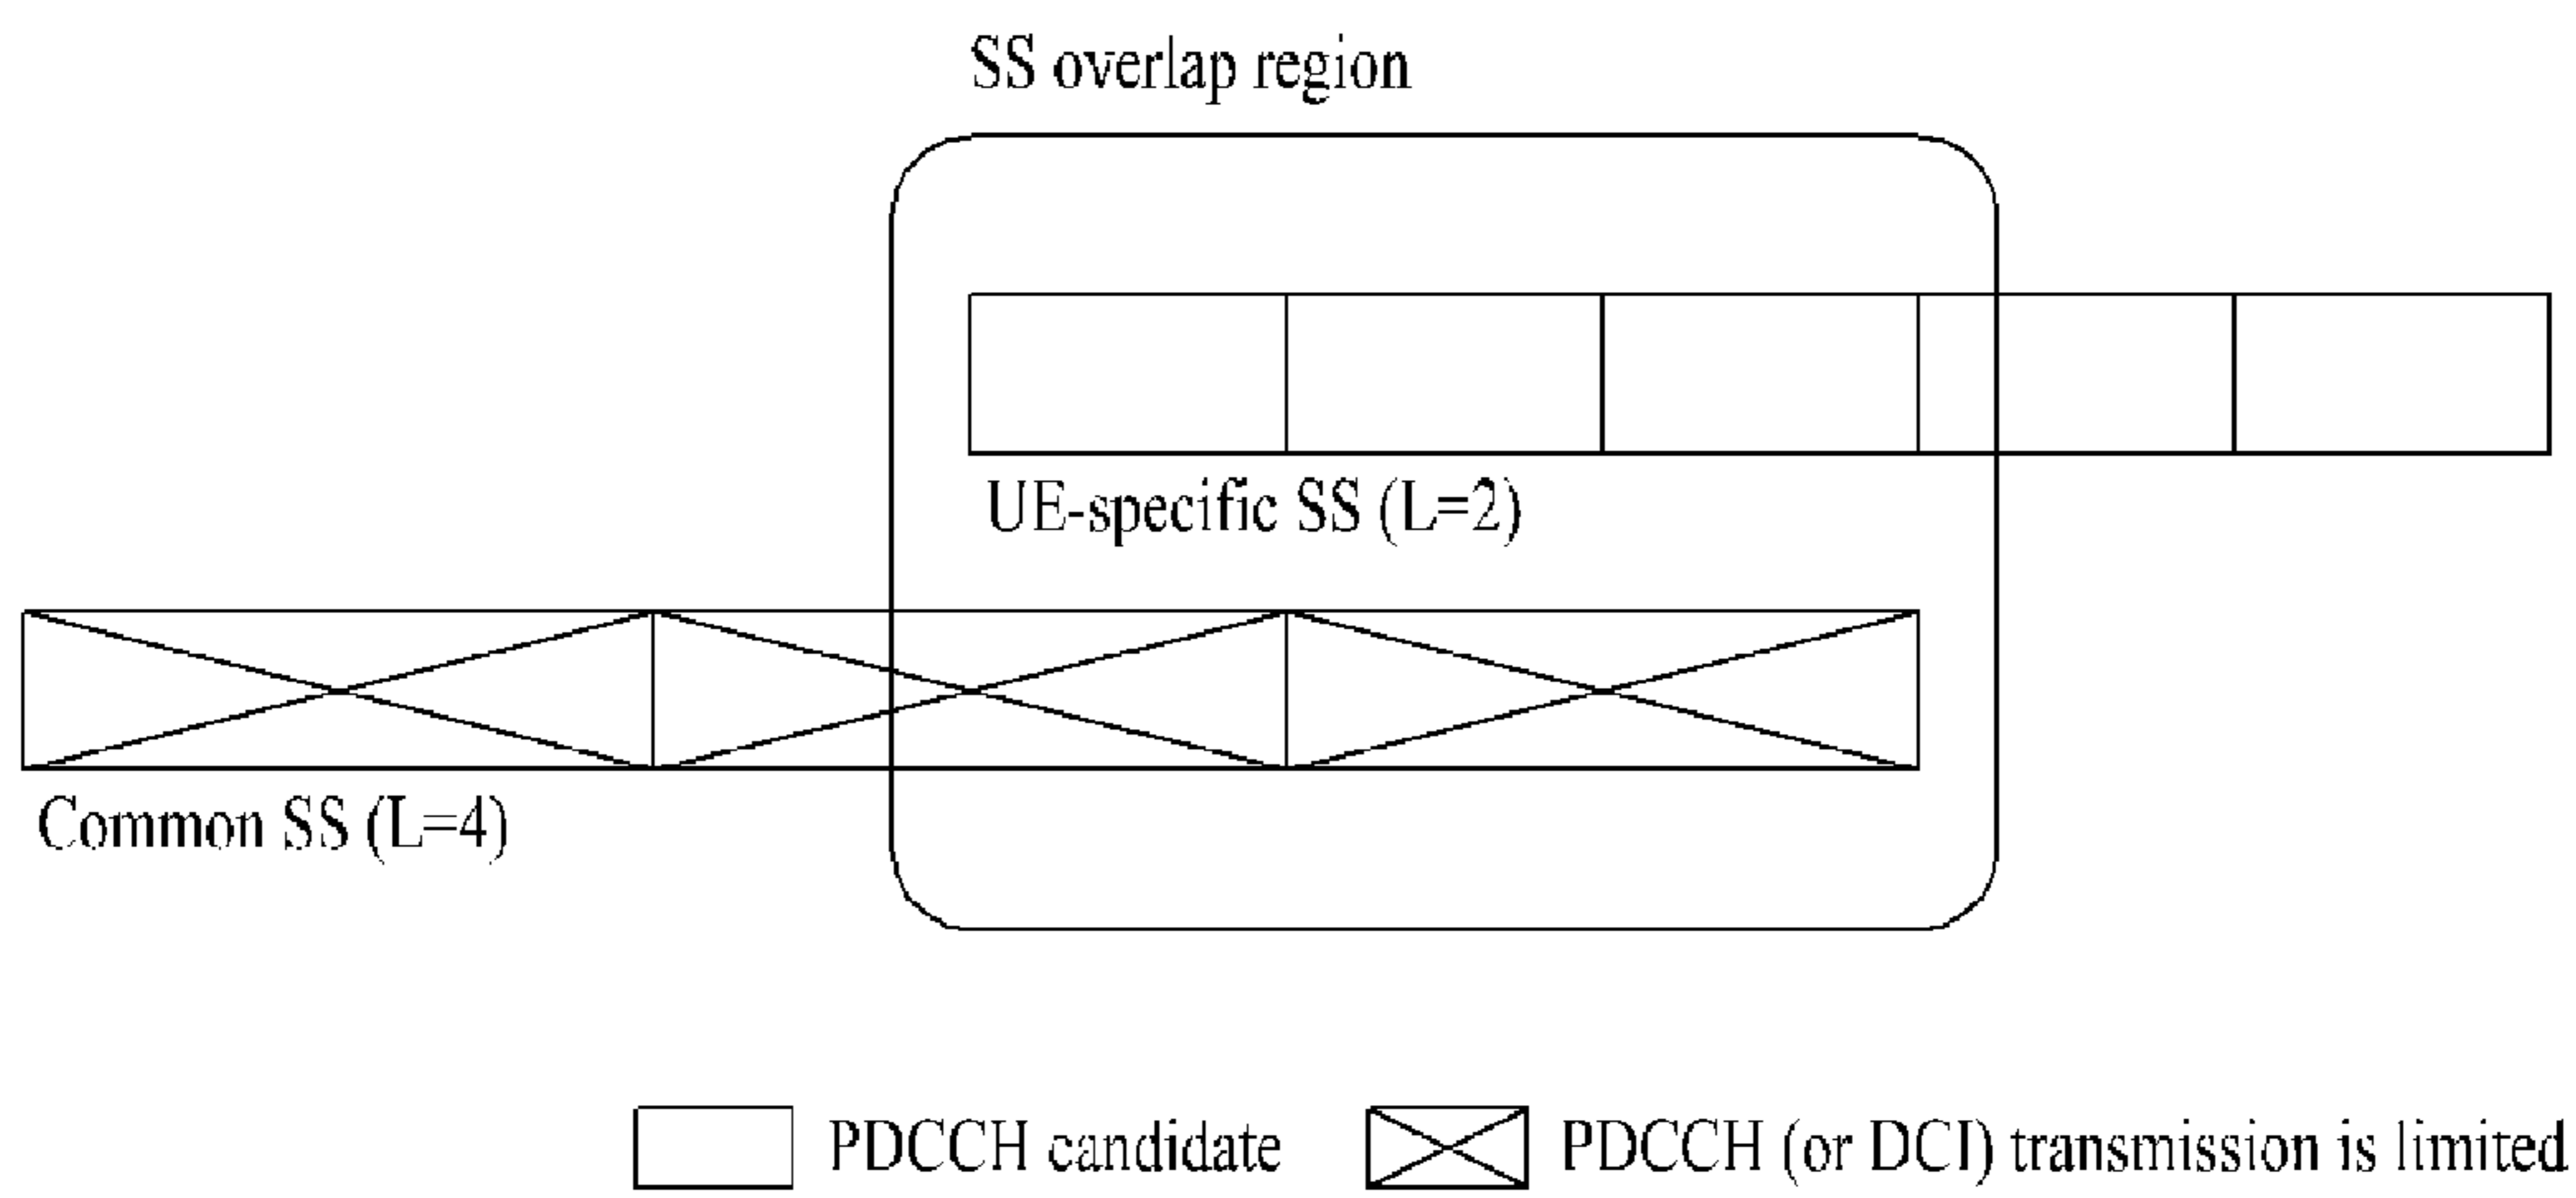 SS overlap region
UE-specific SS (L=2)
Common SS (L=4)
PDCCH candidate
PDCCH (or DCI) transmission is limited